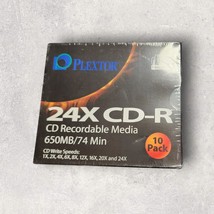 PLEXTOR
24X CD-R
CD Recordable Media
650MB/74 Min
10 Pack
CD Write Speeds:
1X, 2X, 4X, 6X, 8X, 12X, 16X, 20X and 24X